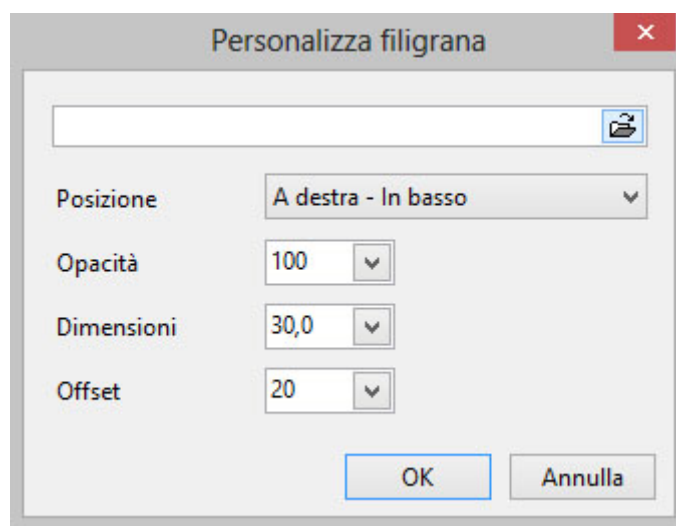 Personalizza filigrana
Posizione A destra - In basso
Opacità 100
Dimensioni 30,0
Offset 20
OK Annulla